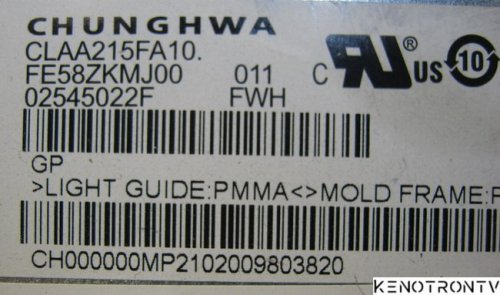 CHUNGHWA
CLAA215FA10.
FE58ZKMJ00 011 C US 10
02545022F FWH
GP
>LIGHT GUIDE:PMMA<>MOLD FRAME:P
CH000000MP2102009803820
KENOTRONTV